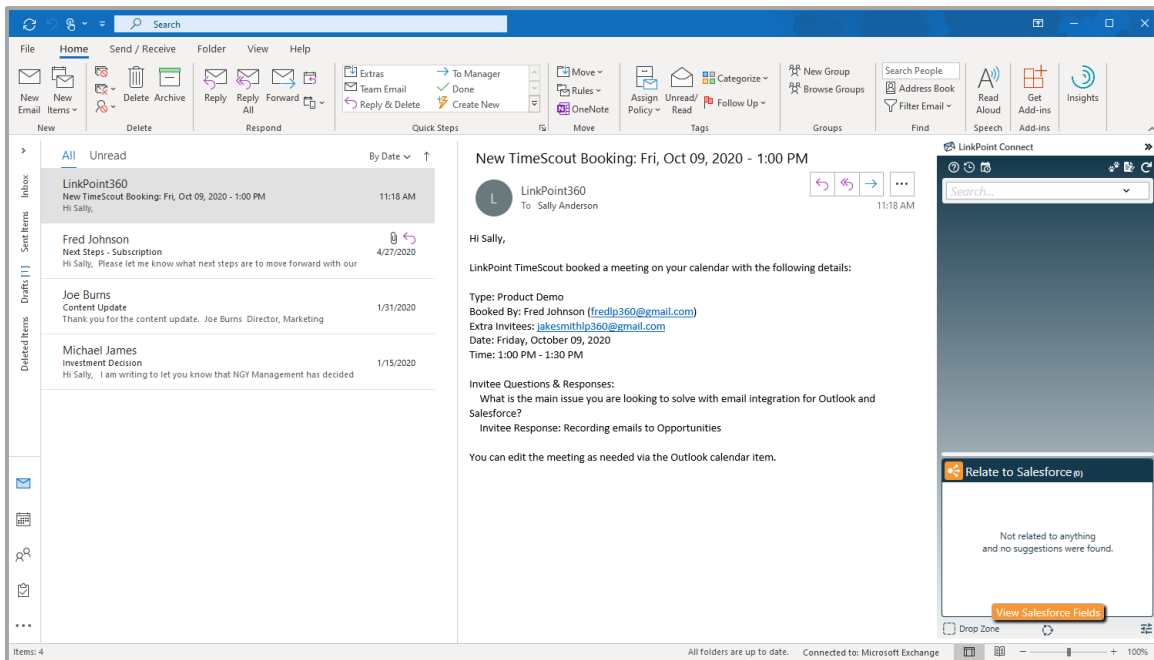 Search
File Home Send / Receive Folder View Help
New Email
New Items
Delete
Archive
Reply
Reply All
Forward
Extras
Team Email
Reply & Delete
To Manager
Done
Create New
Move
Rules
OneNote
Assign Policy
Unread/ Read
Categorize
Follow Up
New Group
Browse Groups
Search People
Address Book
Filter Email
Read Aloud
Get Add-ins
Insights
New Delete Respond Quick Steps Move Tags Groups Find Speech Add-ins
Inbox
Sent Items
Drafts [1]
Deleted Items
All Unread By Date
LinkPoint360
New TimeScout Booking: Fri, Oct 09, 2020 - 1:00 PM 11:18 AM
Hi Sally,
Fred Johnson
Next Steps - Subscription 4/27/2020
Hi Sally, Please let me know what next steps are to move forward with our
Joe Burns
Content Update 1/31/2020
Thank you for the content update. Joe Burns Director, Marketing
Michael James
Investment Decision 1/15/2020
Hi Sally, I am writing to let you know that NGY Management has decided
New TimeScout Booking: Fri, Oct 09, 2020 - 1:00 PM
L
LinkPoint360
To Sally Anderson
11:18 AM
Hi Sally,
LinkPoint TimeScout booked a meeting on your calendar with the following details:
Type: Product Demo
Booked By: Fred Johnson (fredlp360@gmail.com)
Extra Invitees: jakesmithlp360@gmail.com
Date: Friday, October 09, 2020
Time: 1:00 PM - 1:30 PM
Invitee Questions & Responses:
What is the main issue you are looking to solve with email integration for Outlook and
Salesforce?
Invitee Response: Recording emails to Opportunities
You can edit the meeting as needed via the Outlook calendar item.
LinkPoint Connect
Search...
Relate to Salesforce (0)
Not related to anything
and no suggestions were found.
View Salesforce Fields
Drop Zone
Items: 4
All folders are up to date. Connected to: Microsoft Exchange
100%